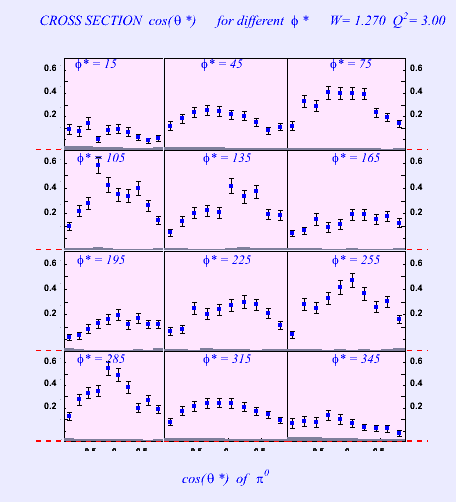 CROSS SECTION cos(θ *) for different ϕ * W= 1.270 Q²= 3.00
0.6 ϕ* = 15 ϕ* = 45 ϕ* = 75 0.6
0.4 0.4
0.2 0.2
0.6 ϕ* = 105 ϕ* = 135 ϕ* = 165 0.6
0.4 0.4
0.2 0.2
0.6 ϕ* = 195 ϕ* = 225 ϕ* = 255 0.6
0.4 0.4
0.2 0.2
0.6 ϕ* = 285 ϕ* = 315 ϕ* = 345 0.6
0.4 0.4
0.2 0.2
cos(θ *) of π⁰